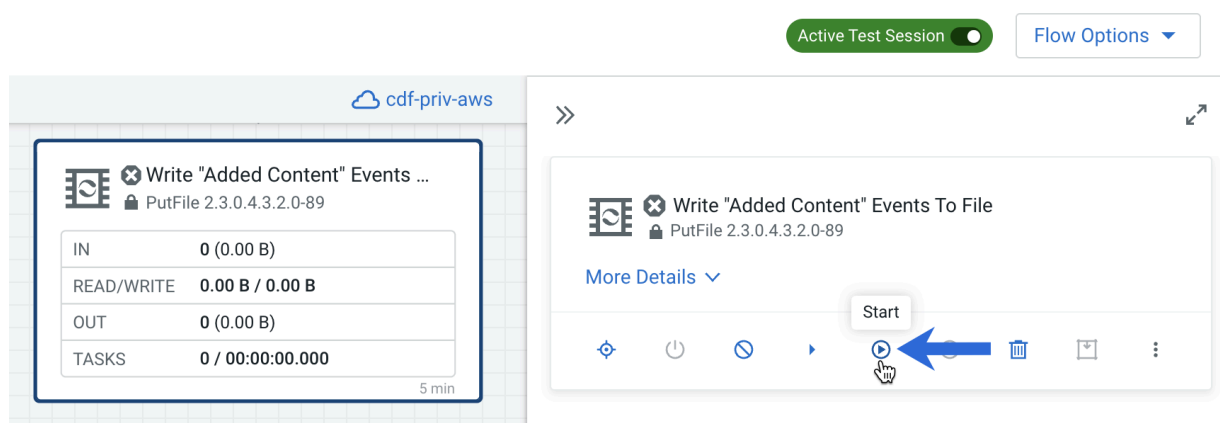 Active Test Session
Flow Options
cdf-priv-aws
Write "Added Content" Events ...
PutFile 2.3.0.4.3.2.0-89
IN 0 (0.00 B)
READ/WRITE 0.00 B / 0.00 B
OUT 0 (0.00 B)
TASKS 0 / 00:00:00.000
5 min
Write "Added Content" Events To File
PutFile 2.3.0.4.3.2.0-89
More Details
Start